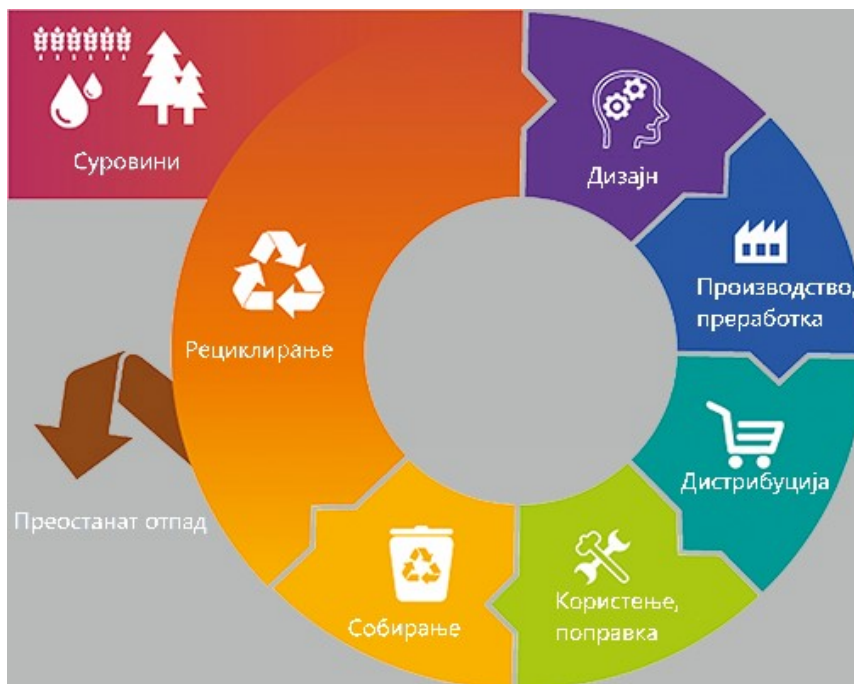 Суровини
Дизајн
Производство,
преработка
Рециклирање
Дистрибуција
Преостанат отпад
Користење,
поправка
Собирање